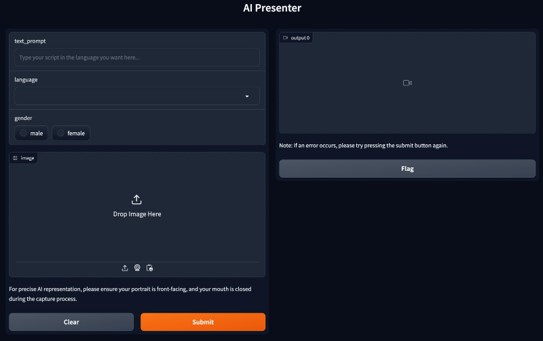 AI Presenter
text_prompt
Type your script in the language you want here...
language
gender
male
female
Image
Drop Image Here
For precise AI representation, please ensure your portrait is front-facing, and your mouth is closed
during the capture process.
Clear
Submit
output 0
Note: If an error occurs, please try pressing the submit button again.
Flag